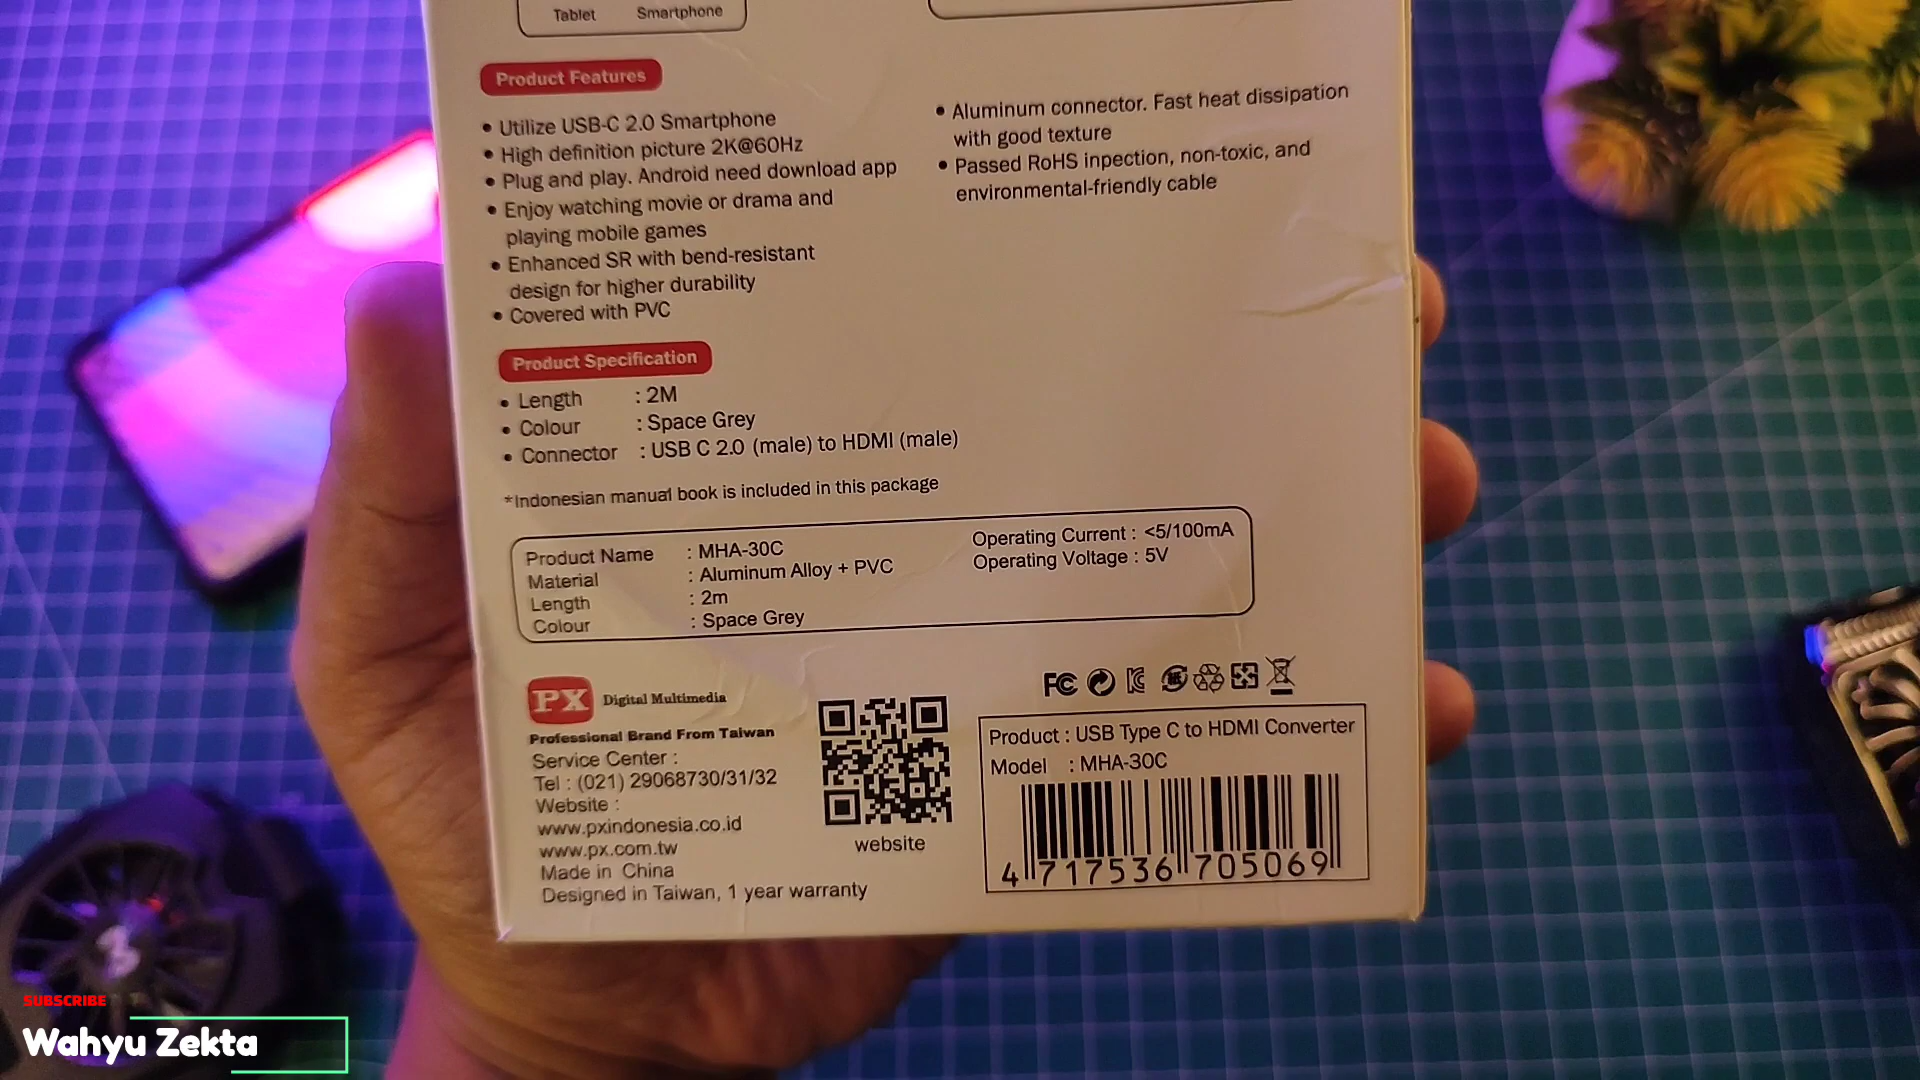 Tablet Smartphone
Product Features
• Utilize USB-C 2.0 Smartphone
• High definition picture 2K@60Hz
• Plug and play. Android need download app
• Enjoy watching movie or drama and
playing mobile games
• Enhanced SR with bend-resistant
design for higher durability
• Covered with PVC
• Aluminum connector. Fast heat dissipation
with good texture
• Passed RoHS inpection, non-toxic, and
environmental-friendly cable
Product Specification
• Length : 2M
• Colour : Space Grey
• Connector : USB C 2.0 (male) to HDMI (male)
*Indonesian manual book is included in this package
Product Name : MHA-30C
Material : Aluminum Alloy + PVC
Length : 2m
Colour : Space Grey
Operating Current : <5/100mA
Operating Voltage : 5V
PX Digital Multimedia
Professional Brand From Taiwan
Service Center :
Tel : (021) 29068730/31/32
Website :
www.pxindonesia.co.id
www.px.com.tw
Made in China
Designed in Taiwan, 1 year warranty
website
FC
Product : USB Type C to HDMI Converter
Model : MHA-30C
4 717536 705069
SUBSCRIBE
Wahyu Zekta